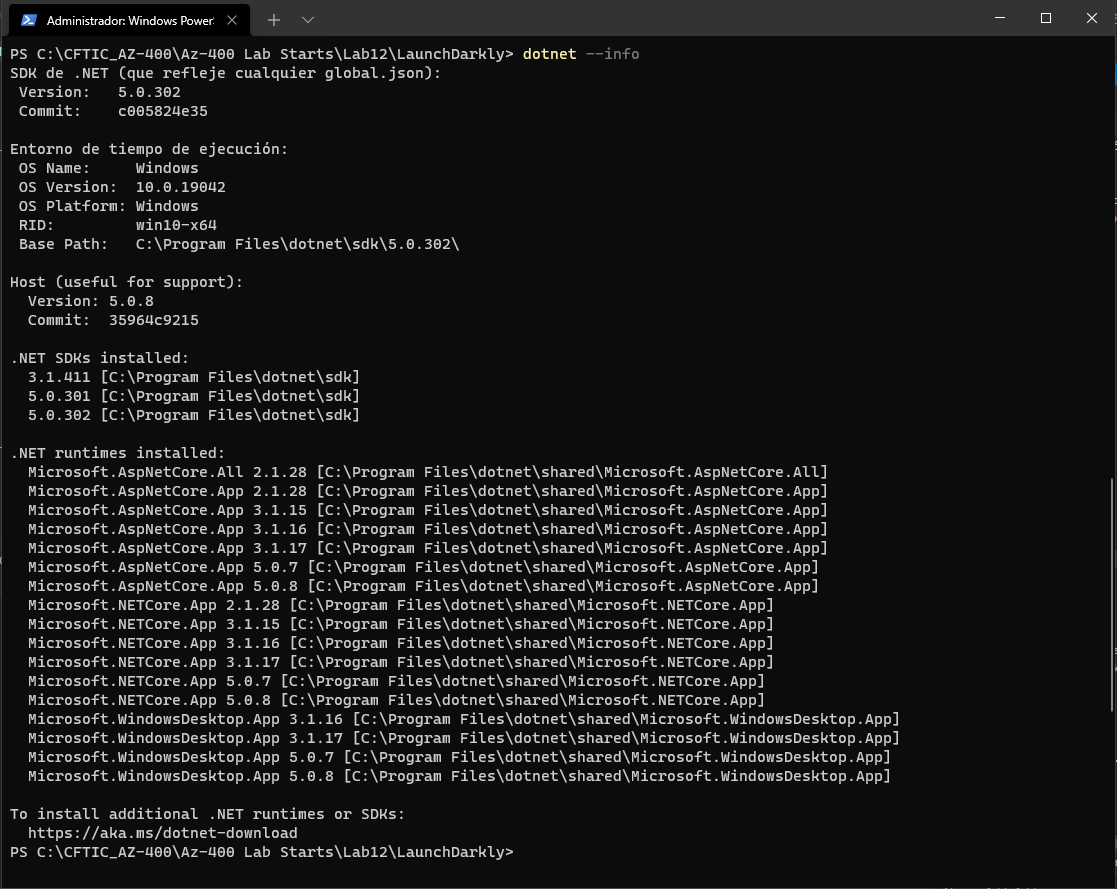 Administrador: Windows PowerS
PS C:\CFTIC_AZ-400\Az-400 Lab Starts\Lab12\LaunchDarkly> dotnet --info
SDK de .NET (que refleje cualquier global.json):
 Version:   5.0.302
 Commit:    c005824e35

Entorno de tiempo de ejecución:
 OS Name:     Windows
 OS Version:  10.0.19042
 OS Platform: Windows
 RID:         win10-x64
 Base Path:   C:\Program Files\dotnet\sdk\5.0.302\

Host (useful for support):
  Version: 5.0.8
  Commit:  35964c9215

.NET SDKs installed:
  3.1.411 [C:\Program Files\dotnet\sdk]
  5.0.301 [C:\Program Files\dotnet\sdk]
  5.0.302 [C:\Program Files\dotnet\sdk]

.NET runtimes installed:
  Microsoft.AspNetCore.All 2.1.28 [C:\Program Files\dotnet\shared\Microsoft.AspNetCore.All]
  Microsoft.AspNetCore.App 2.1.28 [C:\Program Files\dotnet\shared\Microsoft.AspNetCore.App]
  Microsoft.AspNetCore.App 3.1.15 [C:\Program Files\dotnet\shared\Microsoft.AspNetCore.App]
  Microsoft.AspNetCore.App 3.1.16 [C:\Program Files\dotnet\shared\Microsoft.AspNetCore.App]
  Microsoft.AspNetCore.App 3.1.17 [C:\Program Files\dotnet\shared\Microsoft.AspNetCore.App]
  Microsoft.AspNetCore.App 5.0.7 [C:\Program Files\dotnet\shared\Microsoft.AspNetCore.App]
  Microsoft.AspNetCore.App 5.0.8 [C:\Program Files\dotnet\shared\Microsoft.AspNetCore.App]
  Microsoft.NETCore.App 2.1.28 [C:\Program Files\dotnet\shared\Microsoft.NETCore.App]
  Microsoft.NETCore.App 3.1.15 [C:\Program Files\dotnet\shared\Microsoft.NETCore.App]
  Microsoft.NETCore.App 3.1.16 [C:\Program Files\dotnet\shared\Microsoft.NETCore.App]
  Microsoft.NETCore.App 3.1.17 [C:\Program Files\dotnet\shared\Microsoft.NETCore.App]
  Microsoft.NETCore.App 5.0.7 [C:\Program Files\dotnet\shared\Microsoft.NETCore.App]
  Microsoft.NETCore.App 5.0.8 [C:\Program Files\dotnet\shared\Microsoft.NETCore.App]
  Microsoft.WindowsDesktop.App 3.1.16 [C:\Program Files\dotnet\shared\Microsoft.WindowsDesktop.App]
  Microsoft.WindowsDesktop.App 3.1.17 [C:\Program Files\dotnet\shared\Microsoft.WindowsDesktop.App]
  Microsoft.WindowsDesktop.App 5.0.7 [C:\Program Files\dotnet\shared\Microsoft.WindowsDesktop.App]
  Microsoft.WindowsDesktop.App 5.0.8 [C:\Program Files\dotnet\shared\Microsoft.WindowsDesktop.App]

To install additional .NET runtimes or SDKs:
  https://aka.ms/dotnet-download
PS C:\CFTIC_AZ-400\Az-400 Lab Starts\Lab12\LaunchDarkly>